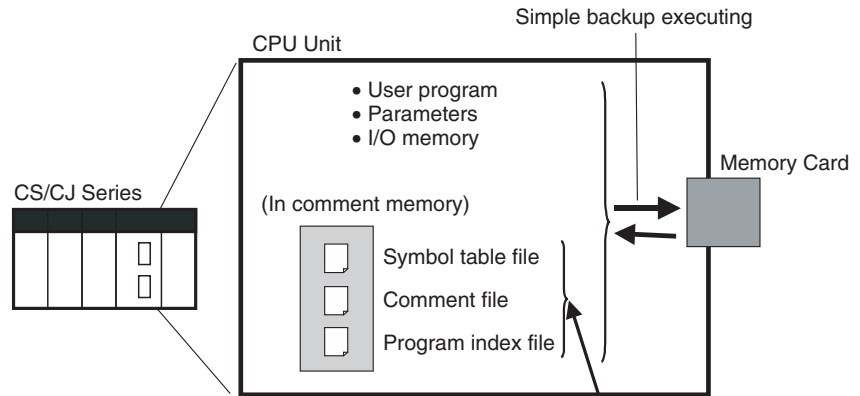 Simple backup executing
CPU Unit
• User program
• Parameters
• I/O memory
Memory Card
CS/CJ Series
(In comment memory)
Symbol table file
Comment file
Program index file